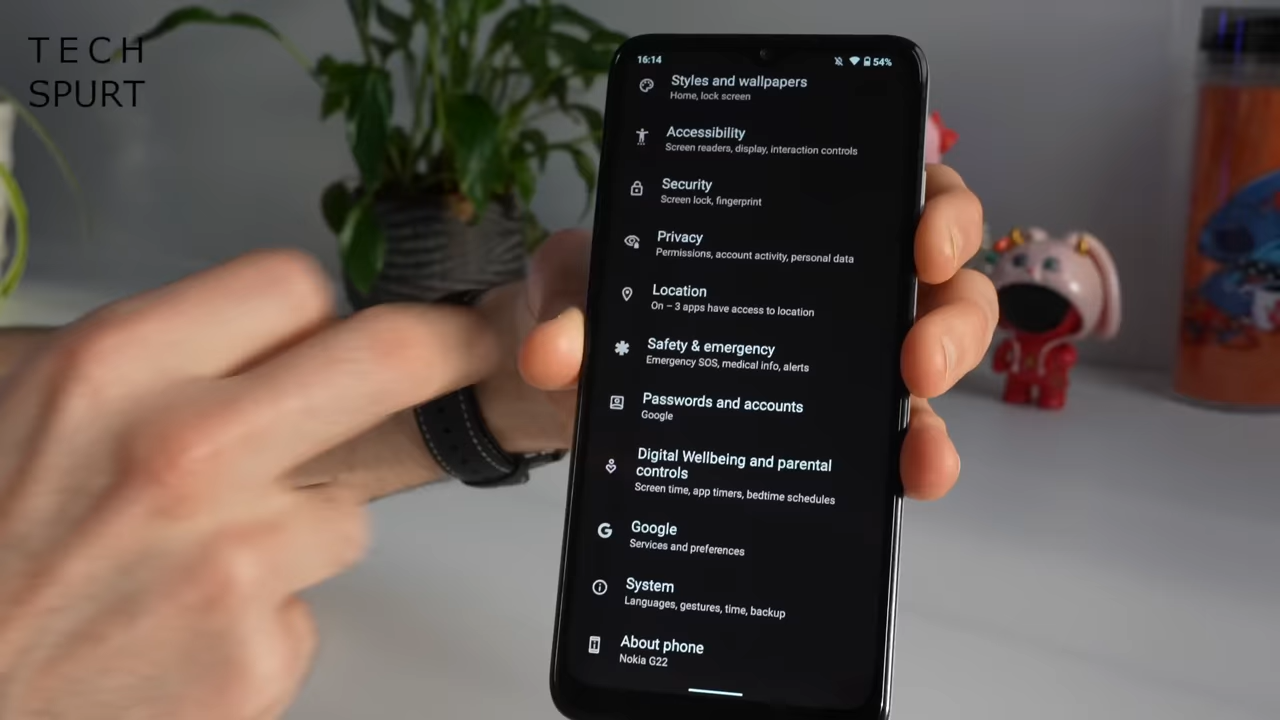 TECH
SPURT
16:14
54%
Styles and wallpapers
Home, lock screen
Accessibility
Screen readers, display, interaction controls
Security
Screen lock, fingerprint
Privacy
Permissions, account activity, personal data
Location
On – 3 apps have access to location
Safety & emergency
Emergency SOS, medical info, alerts
Passwords and accounts
Google
Digital Wellbeing and parental
controls
Screen time, app timers, bedtime schedules
Google
Services and preferences
System
Languages, gestures, time, backup
About phone
Nokia G22